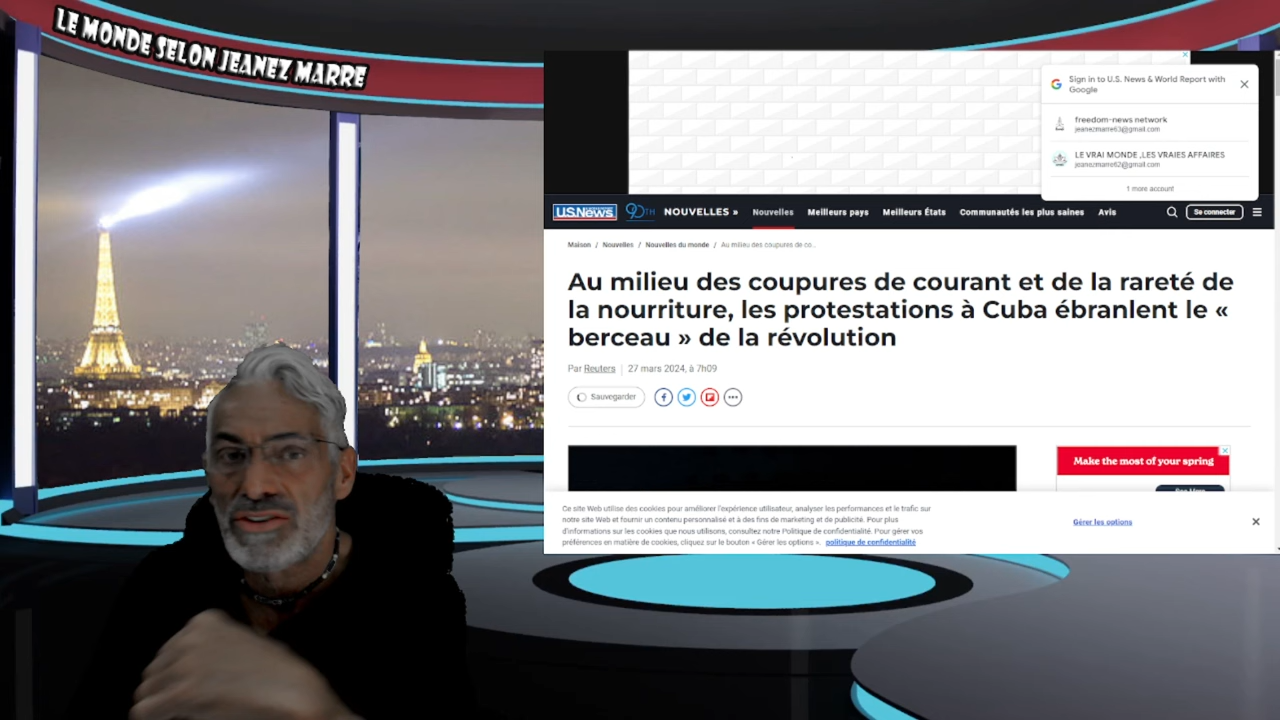 LE MONDE SELON JEANEZ MARRE
Sign in to U.S. News & World Report with
Google
freedom-news network
jeanezmarre63@gmail.com
LE VRAI MONDE ,LES VRAIES AFFAIRES
jeanezmarre62@gmail.com
1 more account
U.S.News 90TH NOUVELLES » Nouvelles Meilleurs pays Meilleurs États Communautés les plus saines Avis Se connecter
Maison / Nouvelles / Nouvelles du monde / Au milieu des coupures de co...
Au milieu des coupures de courant et de la rareté de
la nourriture, les protestations à Cuba ébranlent le «
berceau » de la révolution
Par Reuters | 27 mars 2024, à 7h09
Sauvegarder
Make the most of your spring
Ce site Web utilise des cookies pour améliorer l'expérience utilisateur, analyser les performances et le trafic sur
notre site Web et fournir un contenu personnalisé et à des fins de marketing et de publicité. Pour plus
d'informations sur les cookies que nous utilisons, consultez notre Politique de confidentialité. Pour gérer vos
préférences en matière de cookies, cliquez sur le bouton « Gérer les options ». politique de confidentialité
Gérer les options